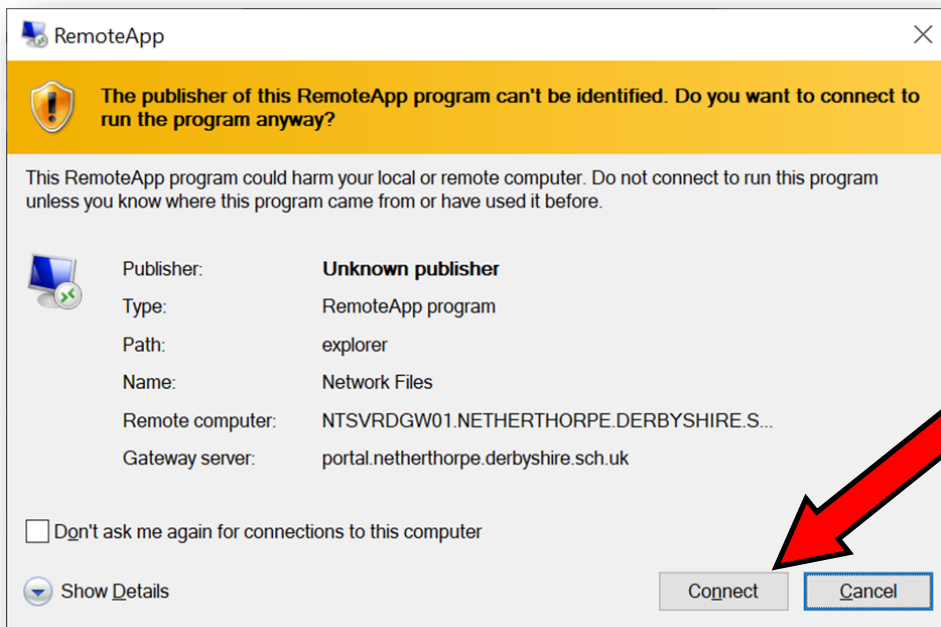 RemoteApp
The publisher of this RemoteApp program can't be identified. Do you want to connect to
run the program anyway?
This RemoteApp program could harm your local or remote computer. Do not connect to run this program
unless you know where this program came from or have used it before.
Publisher: Unknown publisher
Type: RemoteApp program
Path: explorer
Name: Network Files
Remote computer: NTSVRDGW01.NETHERTHORPE.DERBYSHIRE.S...
Gateway server: portal.netherthorpe.derbyshire.sch.uk
Don't ask me again for connections to this computer
Show Details Connect Cancel